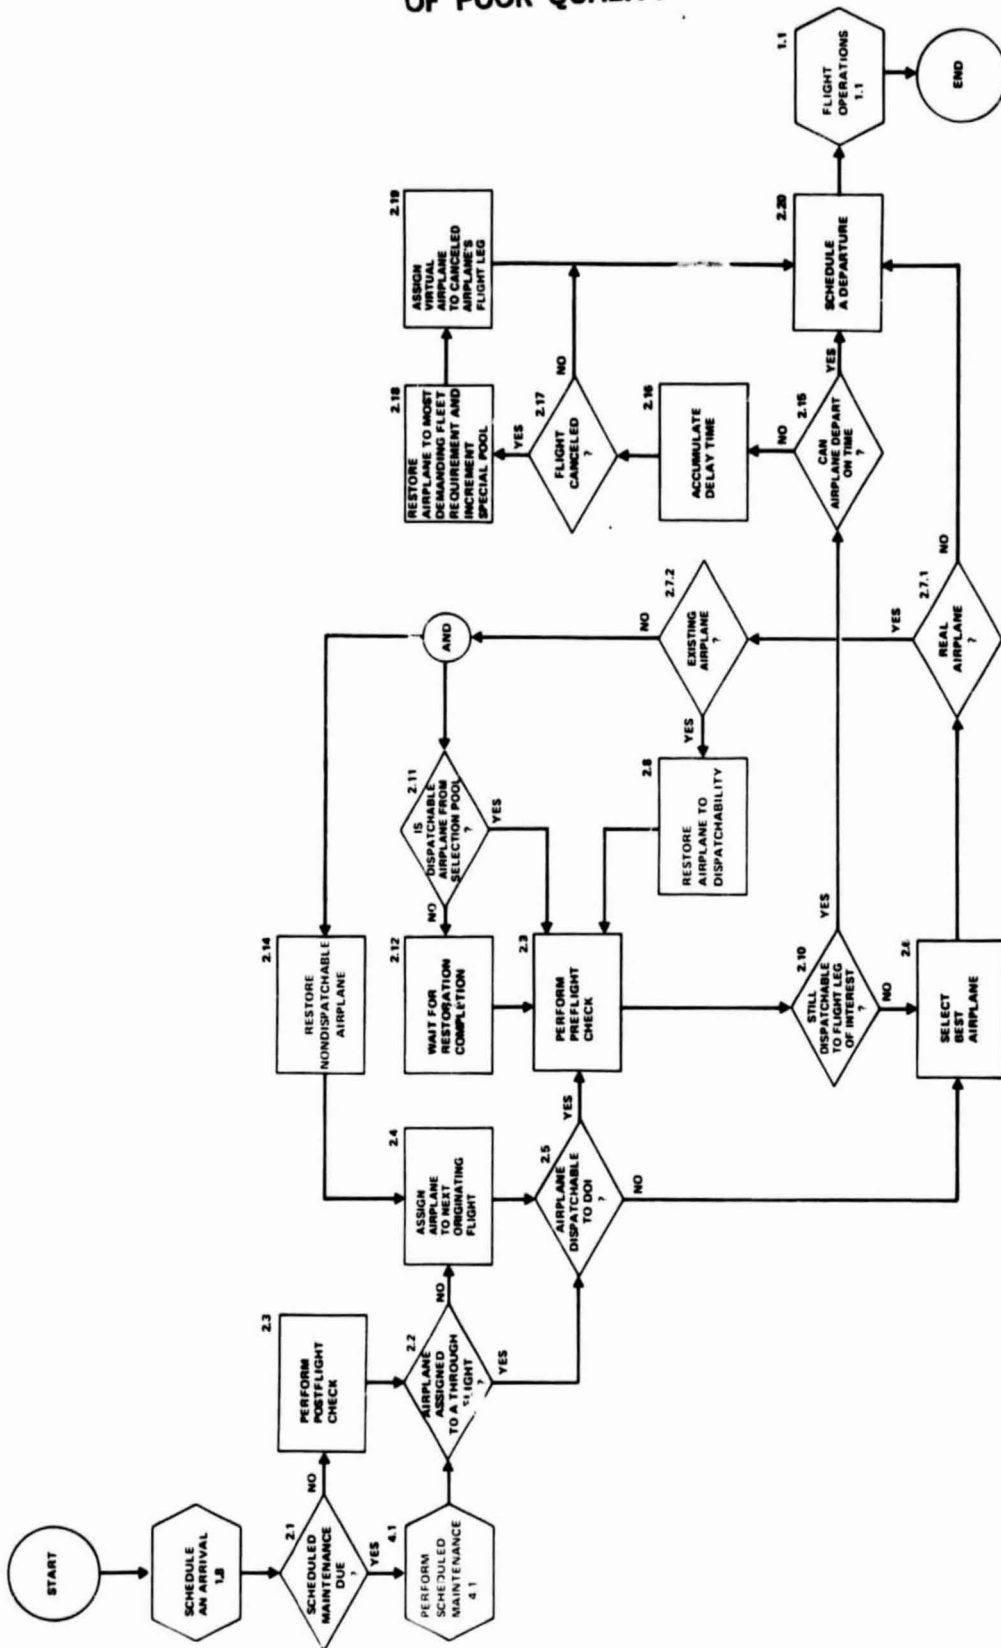 OF POOR
START
SCHEDULE
AN ARRIVAL
1.8
2.1
SCHEDULED
MAINTENANCE
DUE
?
NO
YES
4.1
PERFORM
SCHEDULED
MAINTENANCE
4.1
2.3
PERFORM
POSTFLIGHT
CHECK
2.2
AIRPLANE
ASSIGNED
TO A THROUGH
FLIGHT
?
NO
YES
2.4
ASSIGN
AIRPLANE
TO NEXT
ORIGINATING
FLIGHT
2.5
AIRPLANE
DISPATCHABLE
TO DOI
?
YES
NO
2.14
RESTORE
NONDISPATCHABLE
AIRPLANE
2.12
WAIT FOR
RESTORATION
COMPLETION
2.3
PERFORM
PREFLIGHT
CHECK
2.10
STILL
DISPATCHABLE
TO FLIGHT LEG
OF INTEREST
?
YES
NO
SELECT
BEST
AIRPLANE
2.11
IS
DISPATCHABLE
AIRPLANE FROM
SELECTION POOL
?
NO
YES
2.8
RESTORE
AIRPLANE TO
DISPATCHABILITY
AND
2.7.2
EXISTING
AIRPLANE
?
NO
YES
2.7.1
REAL
AIRPLANE
?
YES
NO
2.18
RESTORE
AIRPLANE TO MOST
DEMANDING FLEET
REQUIREMENT AND
INCREMENT
SPECIAL POOL
2.17
FLIGHT
CANCELED
?
YES
NO
2.16
ACCUMULATE
DELAY TIME
2.15
CAN
AIRPLANE DEPART
ON TIME
?
NO
YES
2.19
ASSIGN
VIRTUAL
AIRPLANE
TO CANCELED
AIRPLANE'S
FLIGHT LEG
2.20
SCHEDULE
A DEPARTURE
1.1
FLIGHT
OPERATIONS
1.1
END